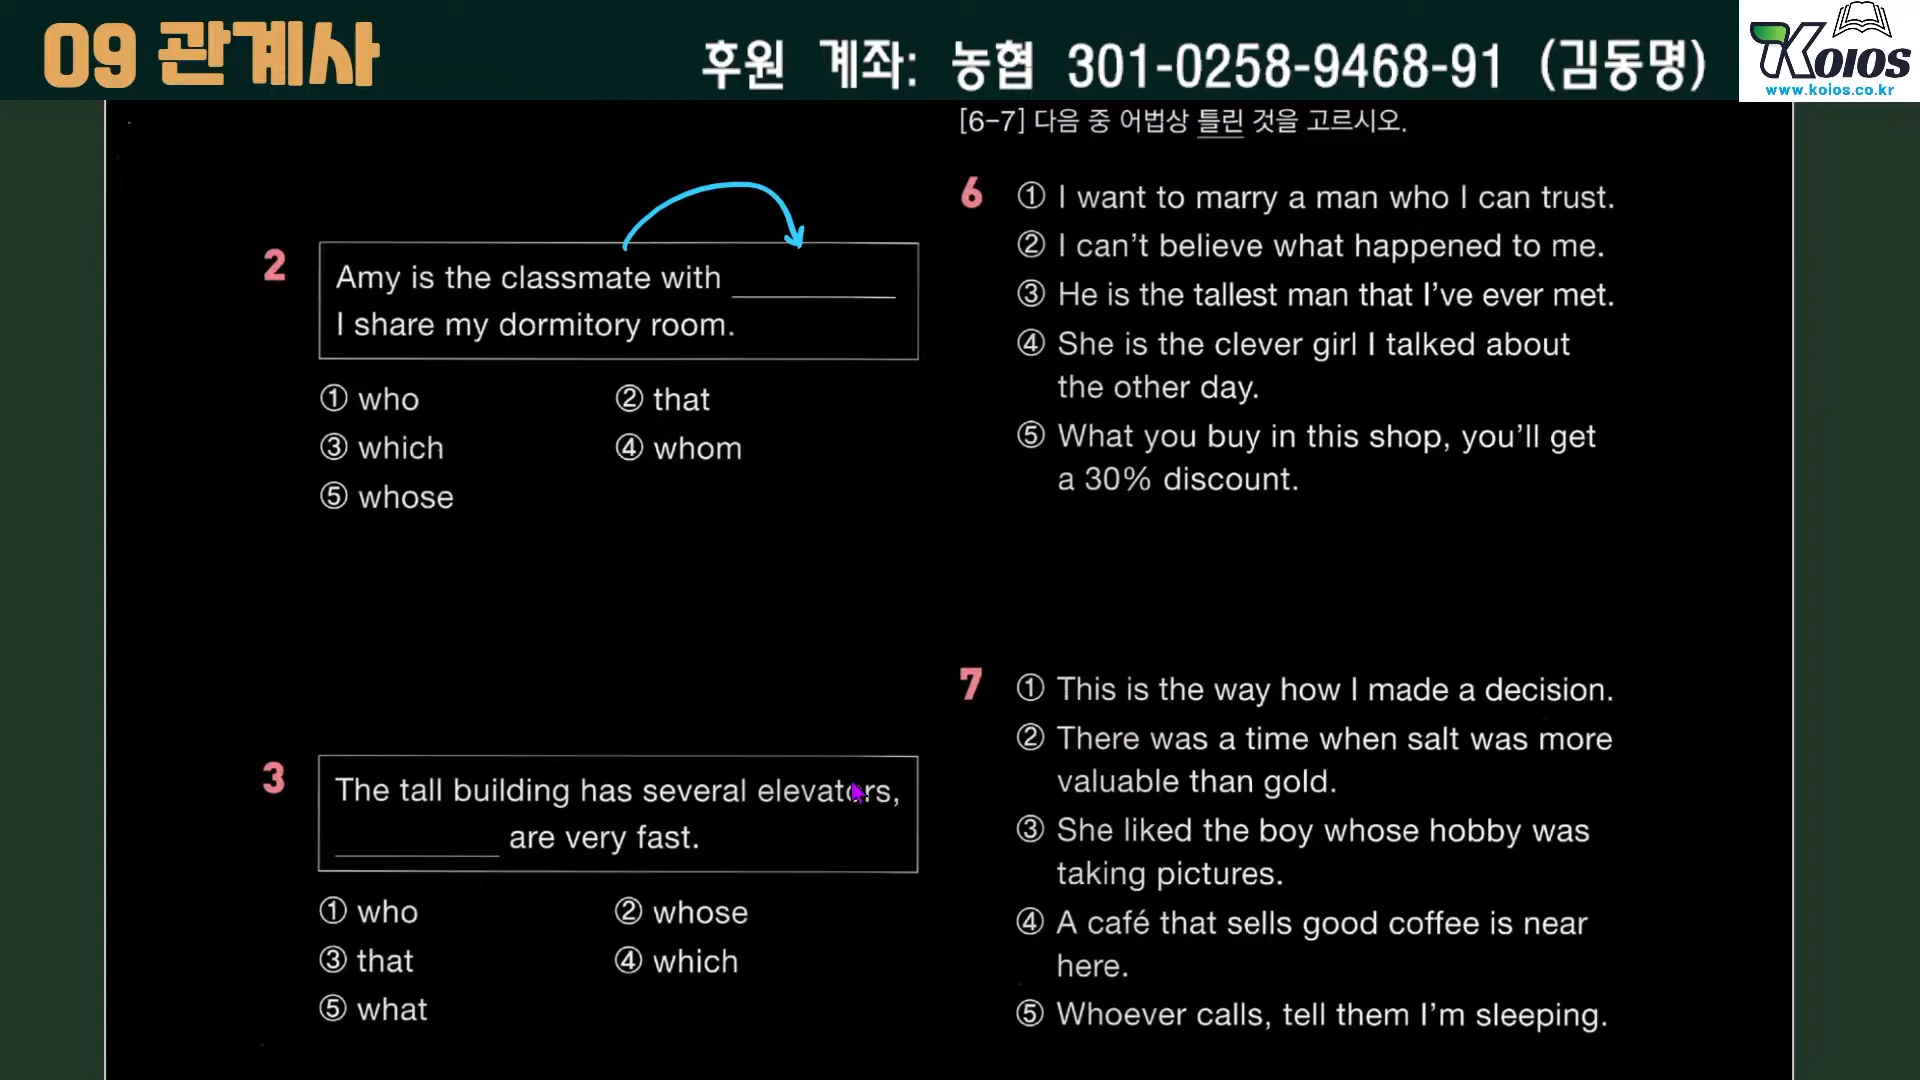 09 관계사
후원 계좌: 농협 301-0258-9468-91 (김동명)
Koios
www.koios.co.kr
2
Amy is the classmate with ____________
I share my dormitory room.
① who
② that
③ which
④ whom
⑤ whose
3
The tall building has several elevators,
____________ are very fast.
① who
② whose
③ that
④ which
⑤ what
[6-7] 다음 중 어법상 틀린 것을 고르시오.
6
① I want to marry a man who I can trust.
② I can't believe what happened to me.
③ He is the tallest man that I've ever met.
④ She is the clever girl I talked about
the other day.
⑤ What you buy in this shop, you'll get
a 30% discount.
7
① This is the way how I made a decision.
② There was a time when salt was more
valuable than gold.
③ She liked the boy whose hobby was
taking pictures.
④ A café that sells good coffee is near
here.
⑤ Whoever calls, tell them I'm sleeping.